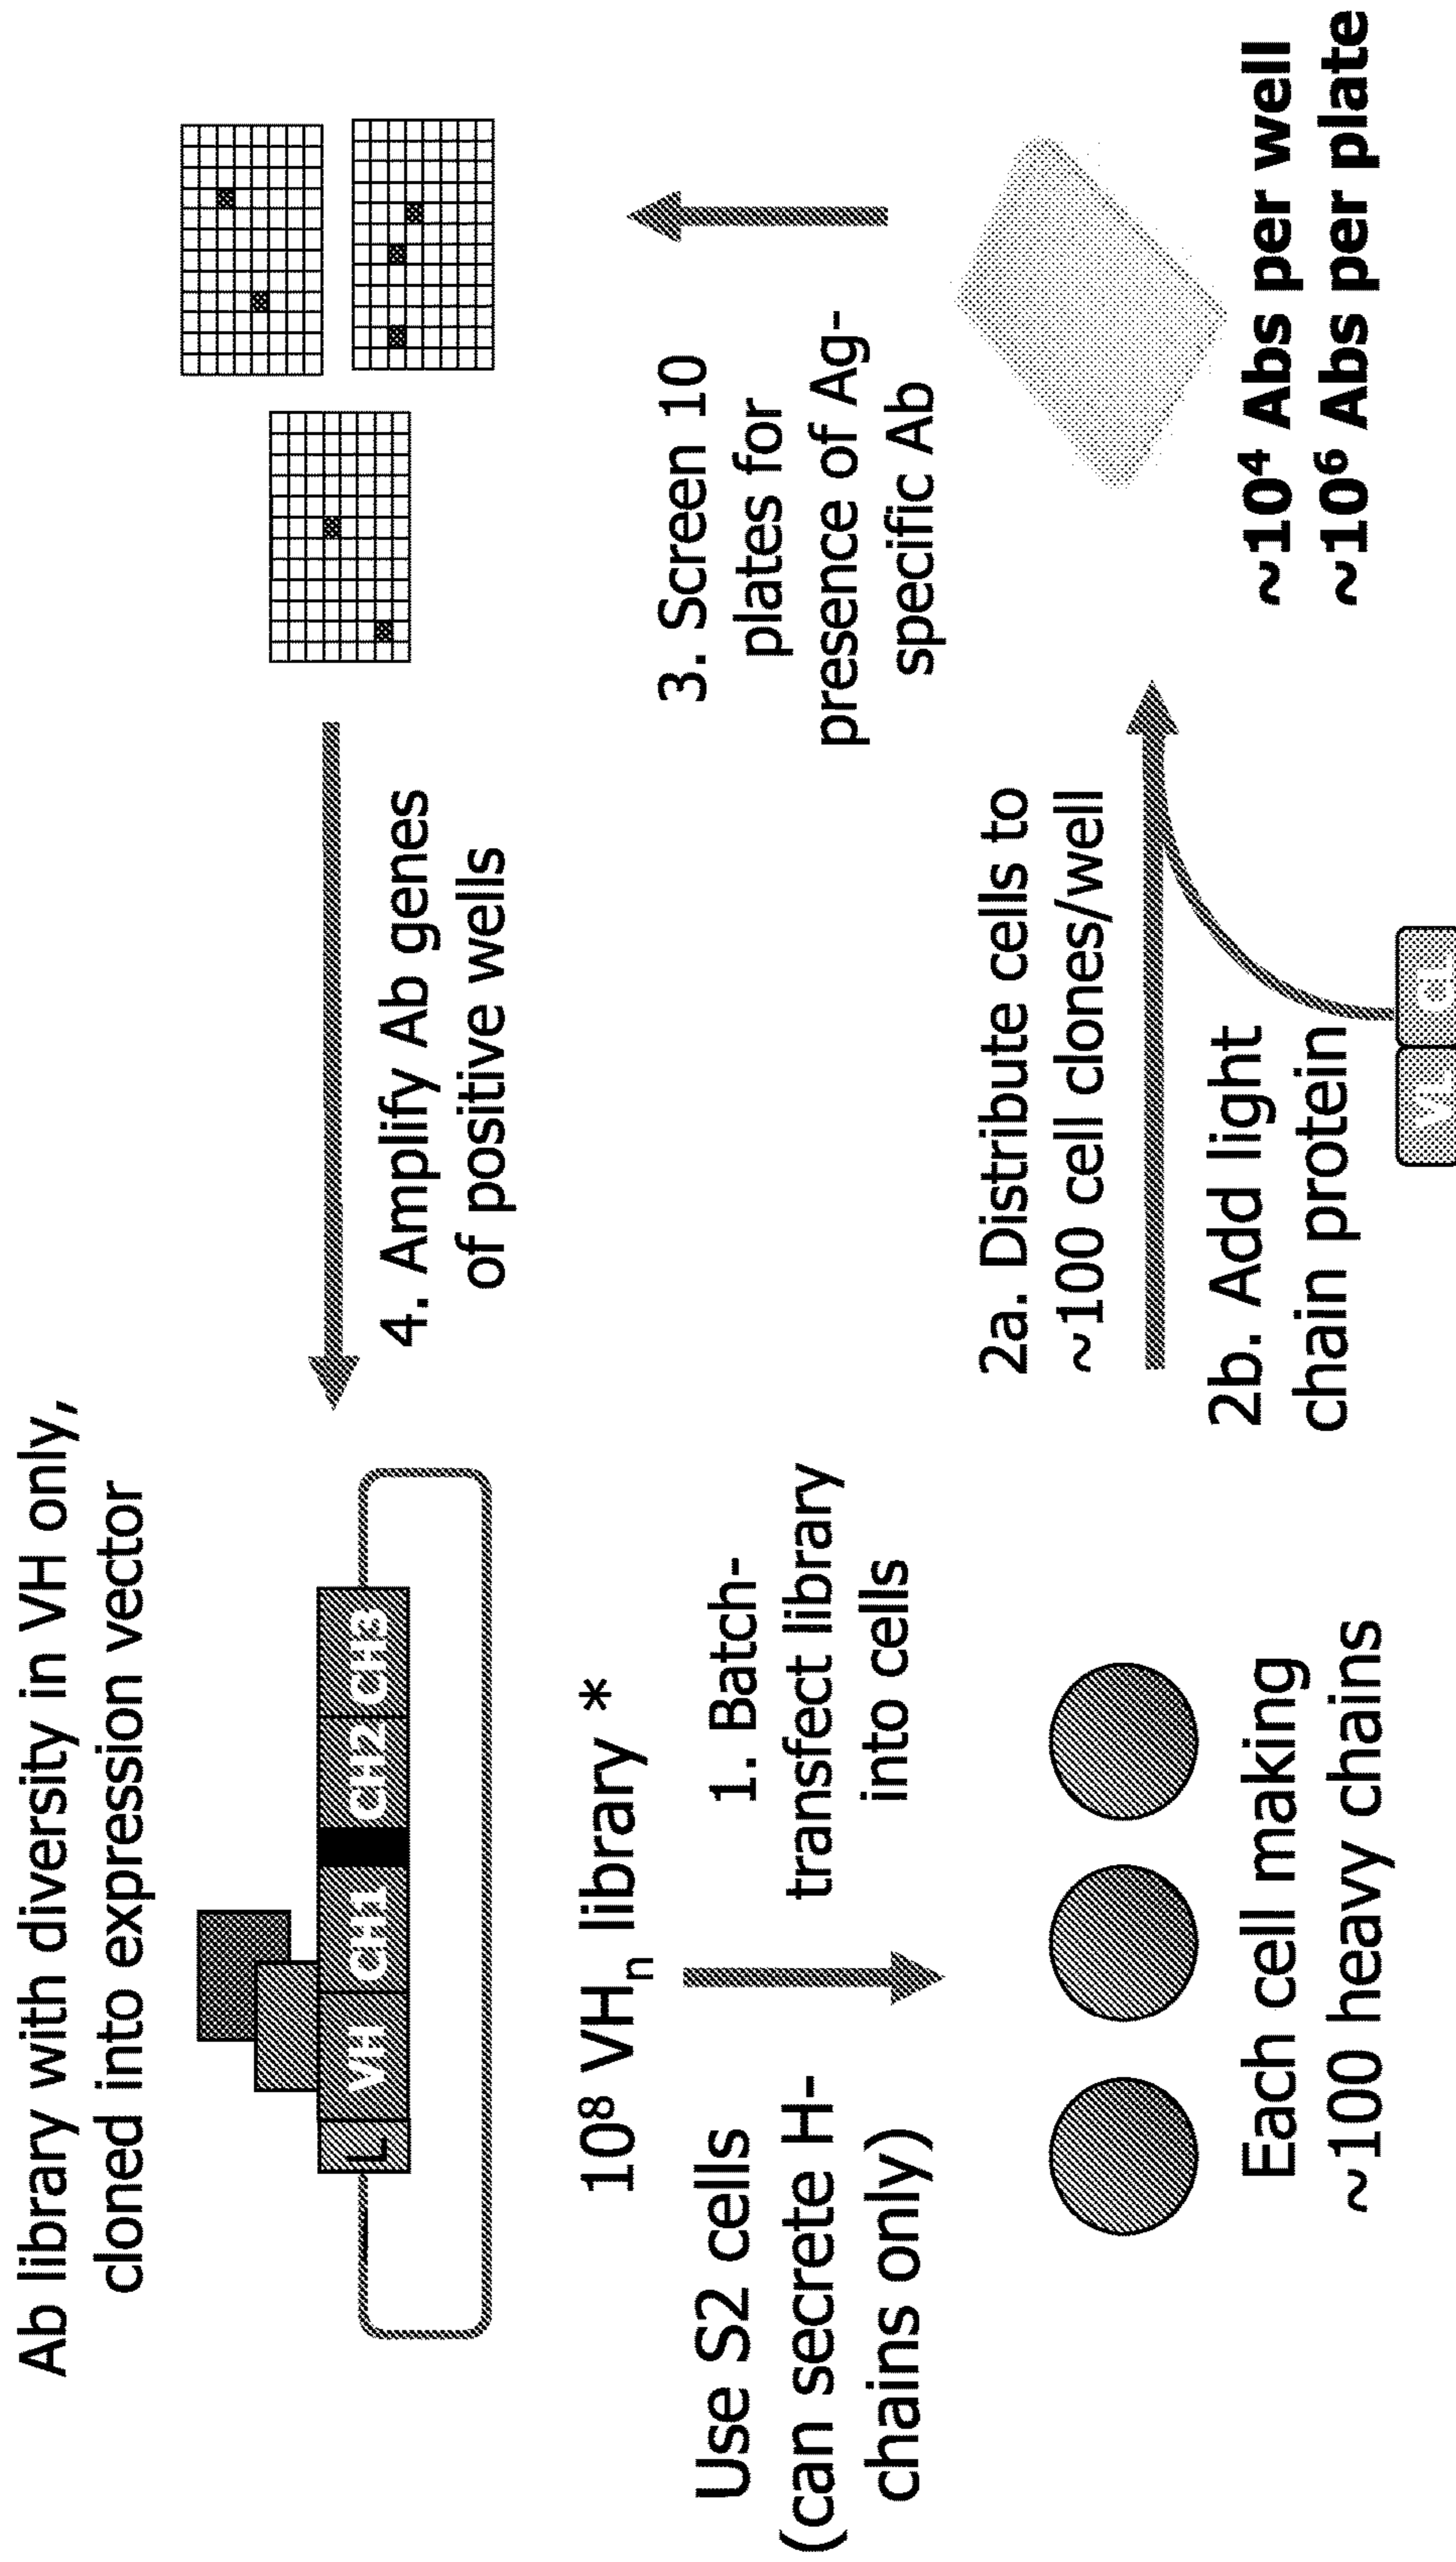 Ab library with diversity in VH only,
cloned into expression vector
L VH CH1 CH2 CH3
10⁸ VHₙ library *
Use S2 cells
(can secrete H-
chains only)
1. Batch-
transfect library
into cells
Each cell making
~100 heavy chains
2a. Distribute cells to
~100 cell clones/well
2b. Add light
chain protein
VL CL
~10⁴ Abs per well
~10⁶ Abs per plate
3. Screen 10
plates for
presence of Ag-
specific Ab
4. Amplify Ab genes
of positive wells